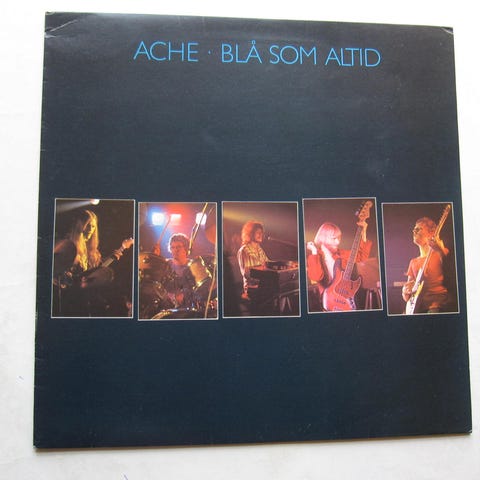 ACHE · BLÅ SOM ALTID